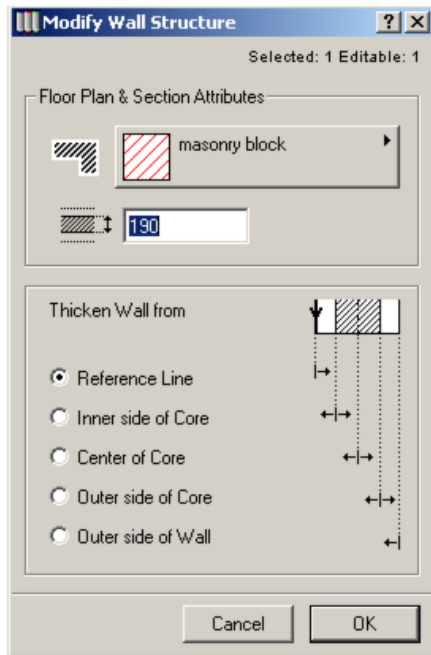 Modify Wall Structure
Selected: 1 Editable: 1
Floor Plan & Section Attributes
masonry block
190
Thicken Wall from
Reference Line
Inner side of Core
Center of Core
Outer side of Core
Outer side of Wall
Cancel OK